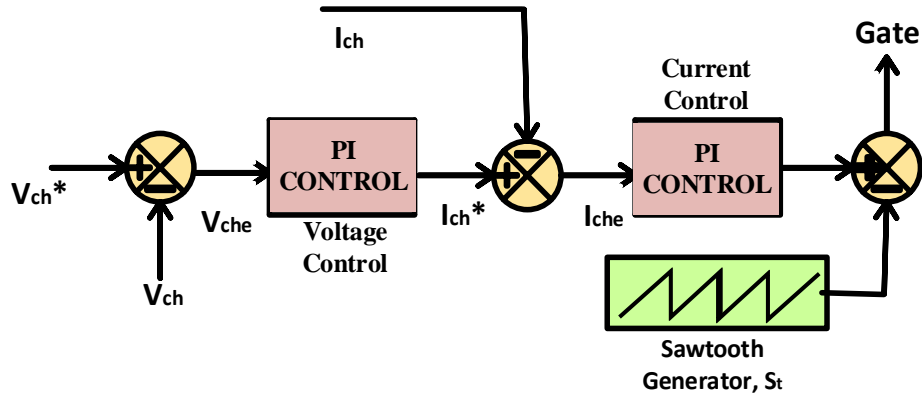 Ich
Gate
Current
Control
PI
CONTROL
PI
CONTROL
+
-
+
-
+
-
Vch*
Vche
Ich*
Iche
Voltage
Control
Vch
Sawtooth
Generator, St